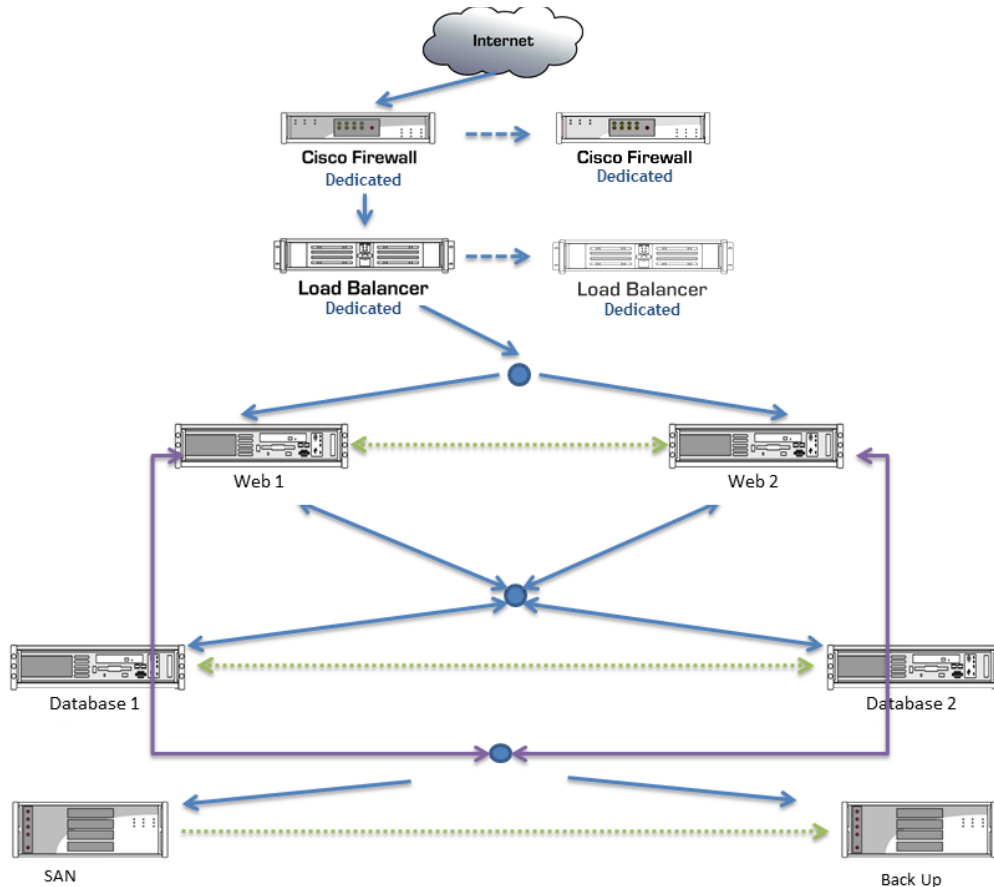 Internet
Cisco Firewall
Dedicated
Cisco Firewall
Dedicated
Load Balancer
Dedicated
Load Balancer
Dedicated
Web 1
Web 2
Database 1
Database 2
SAN
Back Up